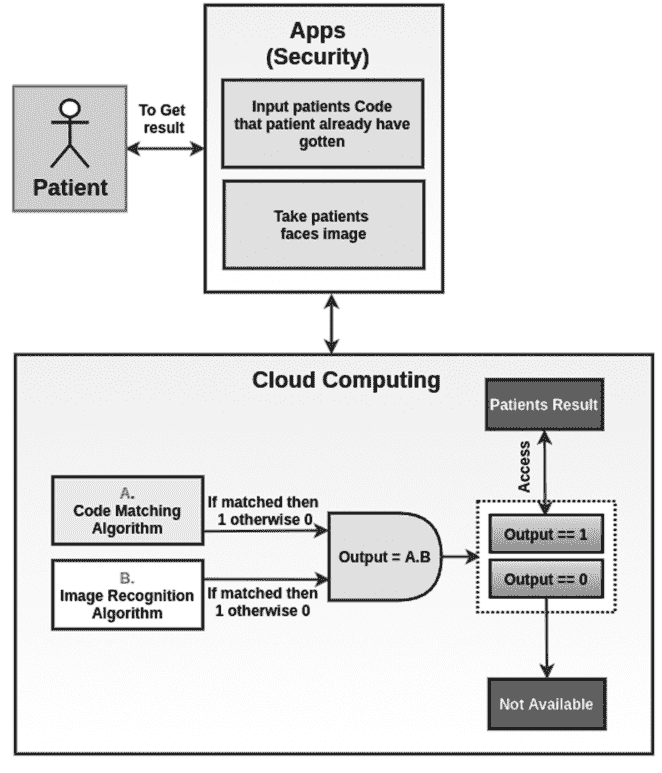 Apps
(Security)
Input patients Code
that patient already have
gotten
To Get
result
Patient
Take patients
faces image
Cloud Computing
Patients Result
Access
A.
Code Matching
Algorithm
If matched then
1 otherwise 0
Output = A.B
Output == 1
Output == 0
B.
Image Recognition
Algorithm
If matched then
1 otherwise 0
Not Available